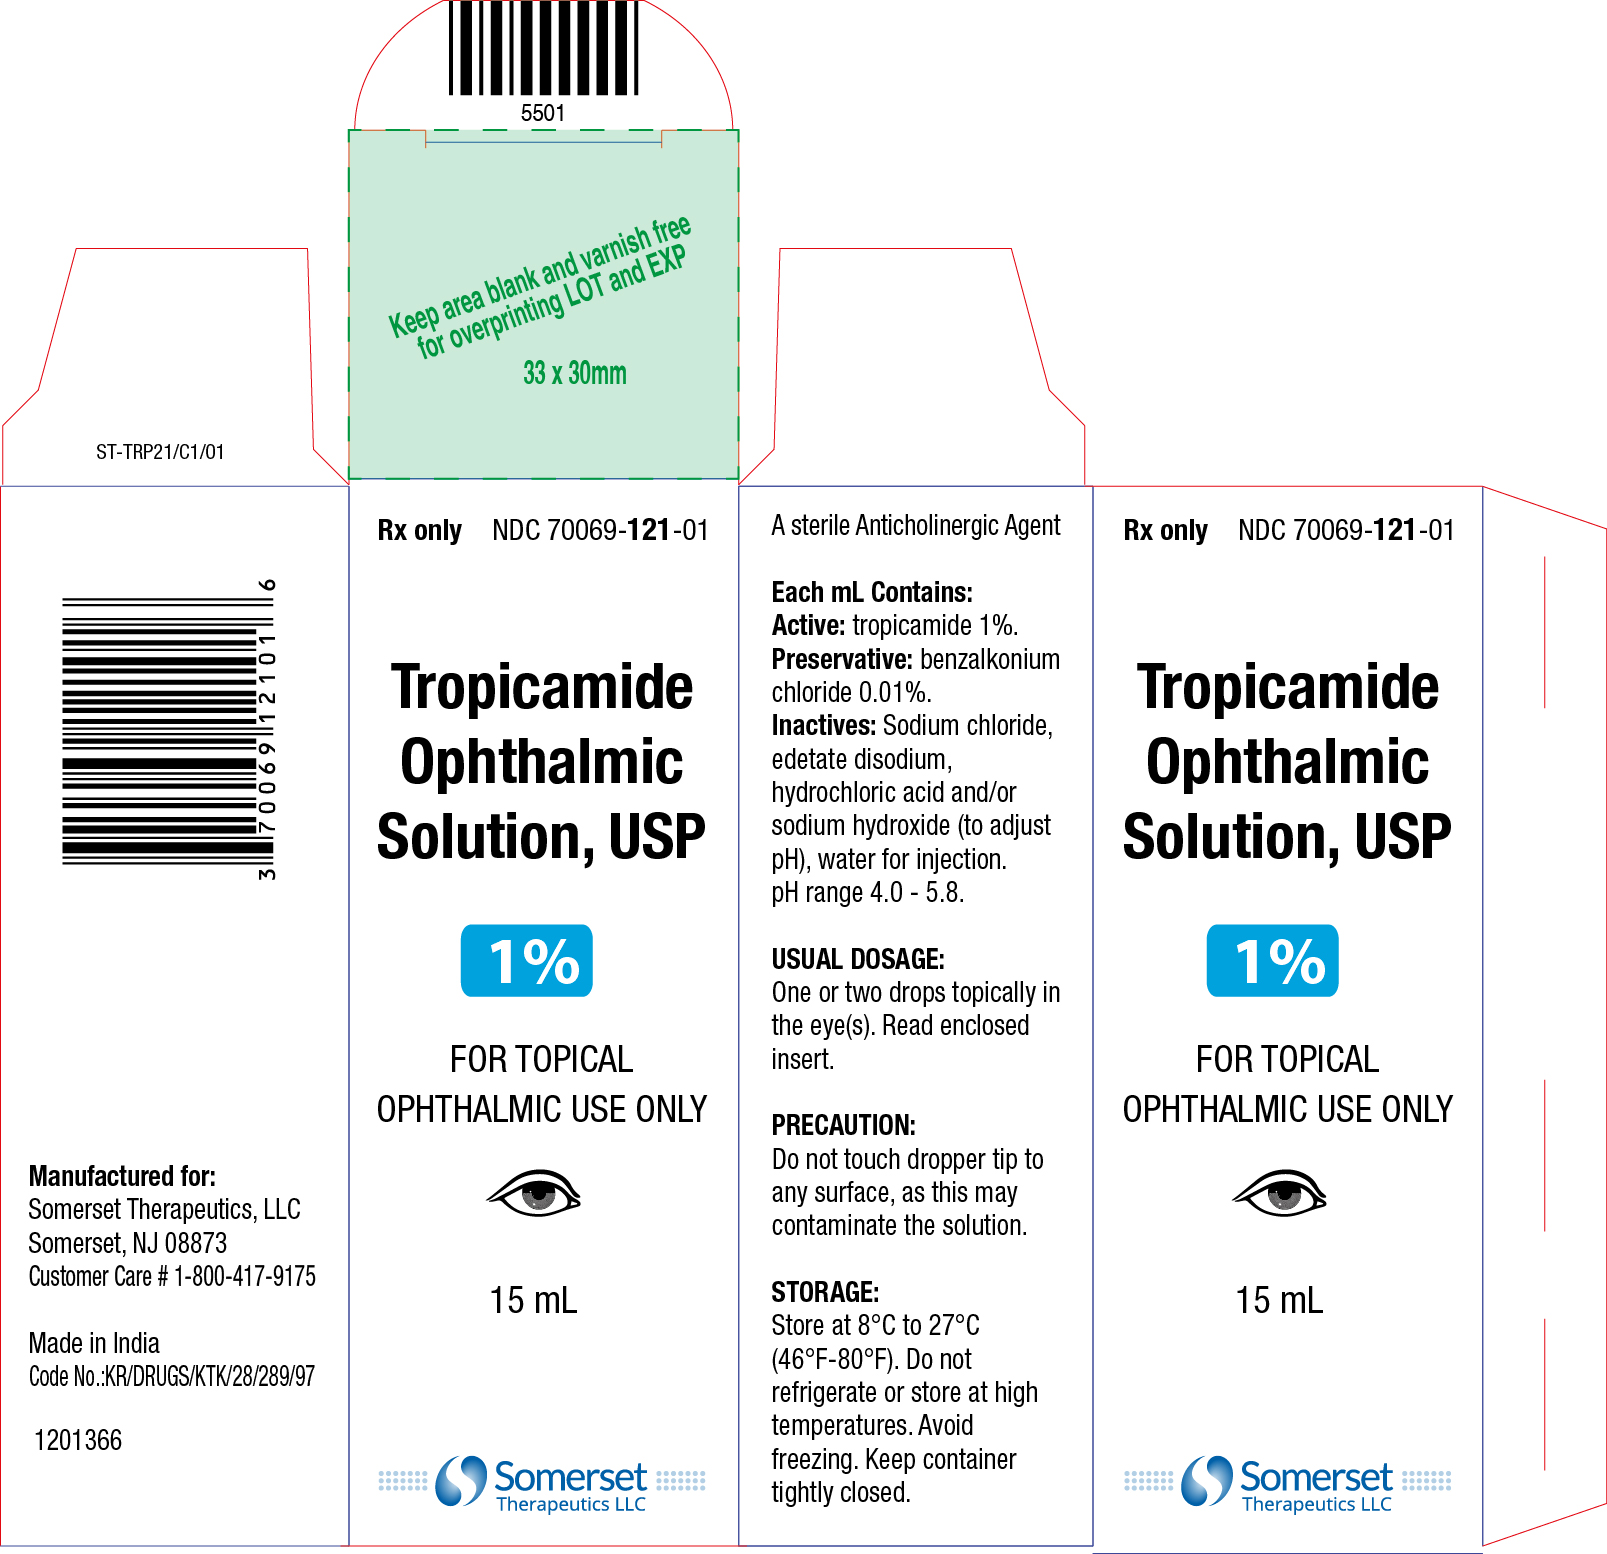 5501
Keep area blank and varnish free
for overprinting LOT and EXP
33 x 30mm
ST-TRP21/C1/01
3 70069 12101 6
Manufactured for:
Somerset Therapeutics, LLC
Somerset, NJ 08873
Customer Care # 1-800-417-9175
Made in India
Code No.:KR/DRUGS/KTK/28/289/97
1201366
Rx only NDC 70069-121-01
Tropicamide
Ophthalmic
Solution, USP
1%
FOR TOPICAL
OPHTHALMIC USE ONLY
15 mL
Somerset
Therapeutics LLC
A sterile Anticholinergic Agent
Each mL Contains:
Active: tropicamide 1%.
Preservative: benzalkonium
chloride 0.01%.
Inactives: Sodium chloride,
edetate disodium,
hydrochloric acid and/or
sodium hydroxide (to adjust
pH), water for injection.
pH range 4.0 - 5.8.
USUAL DOSAGE:
One or two drops topically in
the eye(s). Read enclosed
insert.
PRECAUTION:
Do not touch dropper tip to
any surface, as this may
contaminate the solution.
STORAGE:
Store at 8°C to 27°C
(46°F-80°F). Do not
refrigerate or store at high
temperatures. Avoid
freezing. Keep container
tightly closed.
Rx only NDC 70069-121-01
Tropicamide
Ophthalmic
Solution, USP
1%
FOR TOPICAL
OPHTHALMIC USE ONLY
15 mL
Somerset
Therapeutics LLC